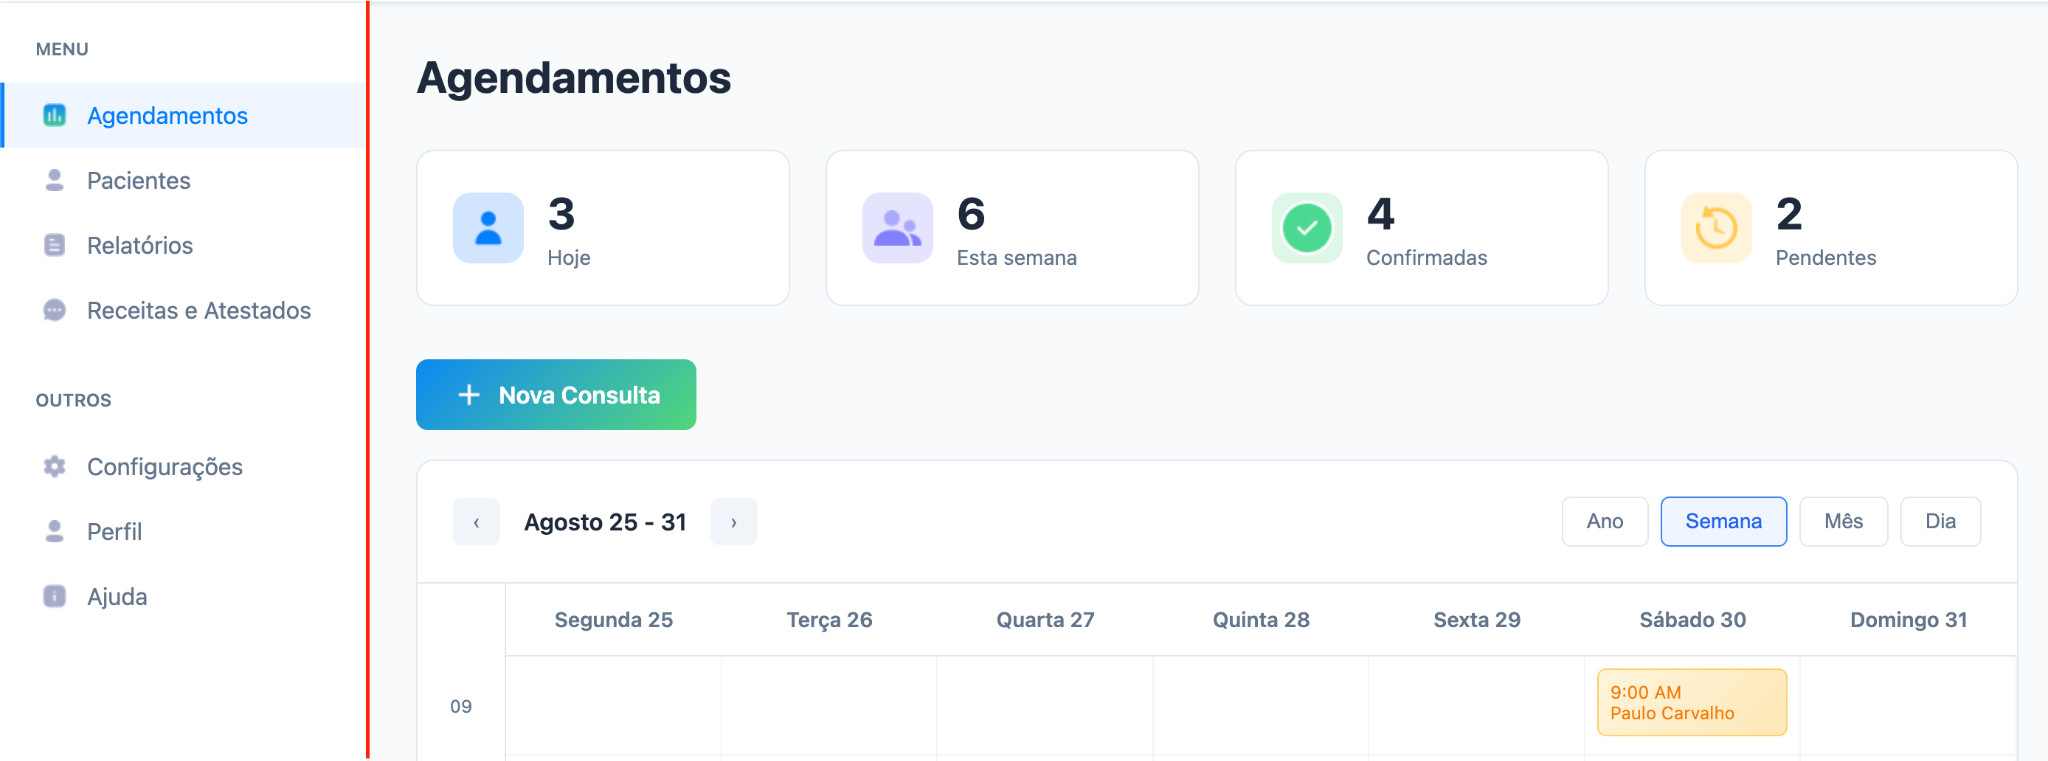 MENU
Agendamentos
Pacientes
Relatórios
Receitas e Atestados
OUTROS
Configurações
Perfil
Ajuda
Agendamentos
3
Hoje
6
Esta semana
4
Confirmadas
2
Pendentes
+ Nova Consulta
‹ Agosto 25 - 31 ›
Ano Semana Mês Dia
Segunda 25 Terça 26 Quarta 27 Quinta 28 Sexta 29 Sábado 30 Domingo 31
09
9:00 AM
Paulo Carvalho